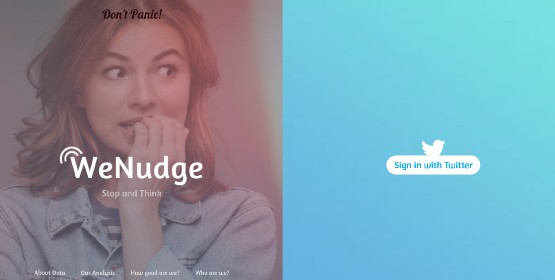 Don't Panic!
WeNudge
Stop and Think
About Data Our Analysis How good are we? Who are we?
Sign in with Twitter